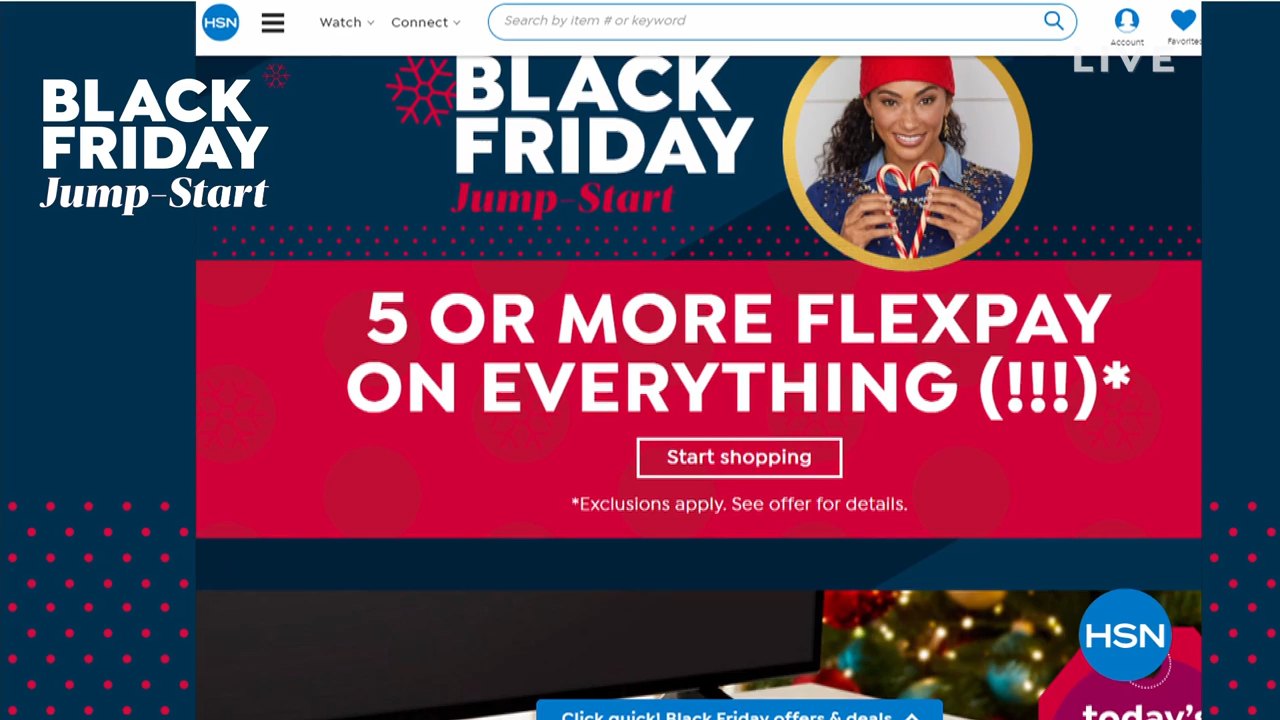 HSN
Watch
Connect
Search by item # or keyword
Account
Favorites
LIVE
BLACK
FRIDAY
Jump-Start
BLACK
FRIDAY
Jump-Start
5 OR MORE FLEXPAY
ON EVERYTHING (!!!)*
Start shopping
*Exclusions apply. See offer for details.
HSN
today's
Click quick! Black Friday offers & deals